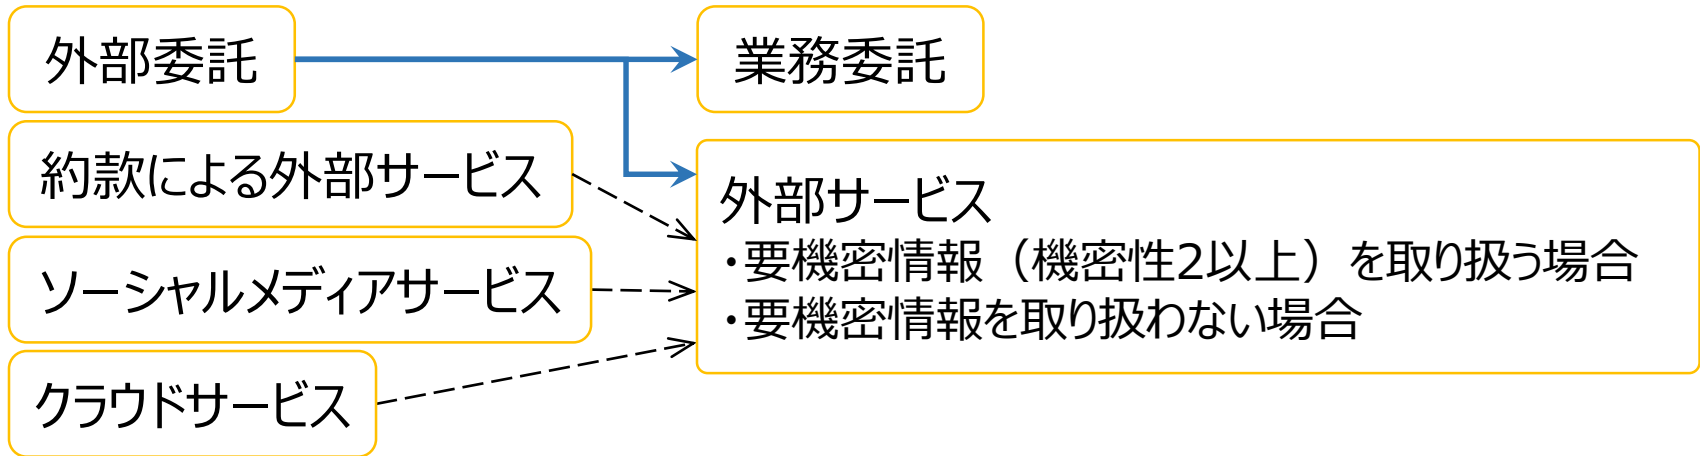 外部委託
約款による外部サービス
ソーシャルメディアサービス
クラウドサービス
業務委託
外部サービス
・要機密情報（機密性2以上）を取り扱う場合
・要機密情報を取り扱わない場合